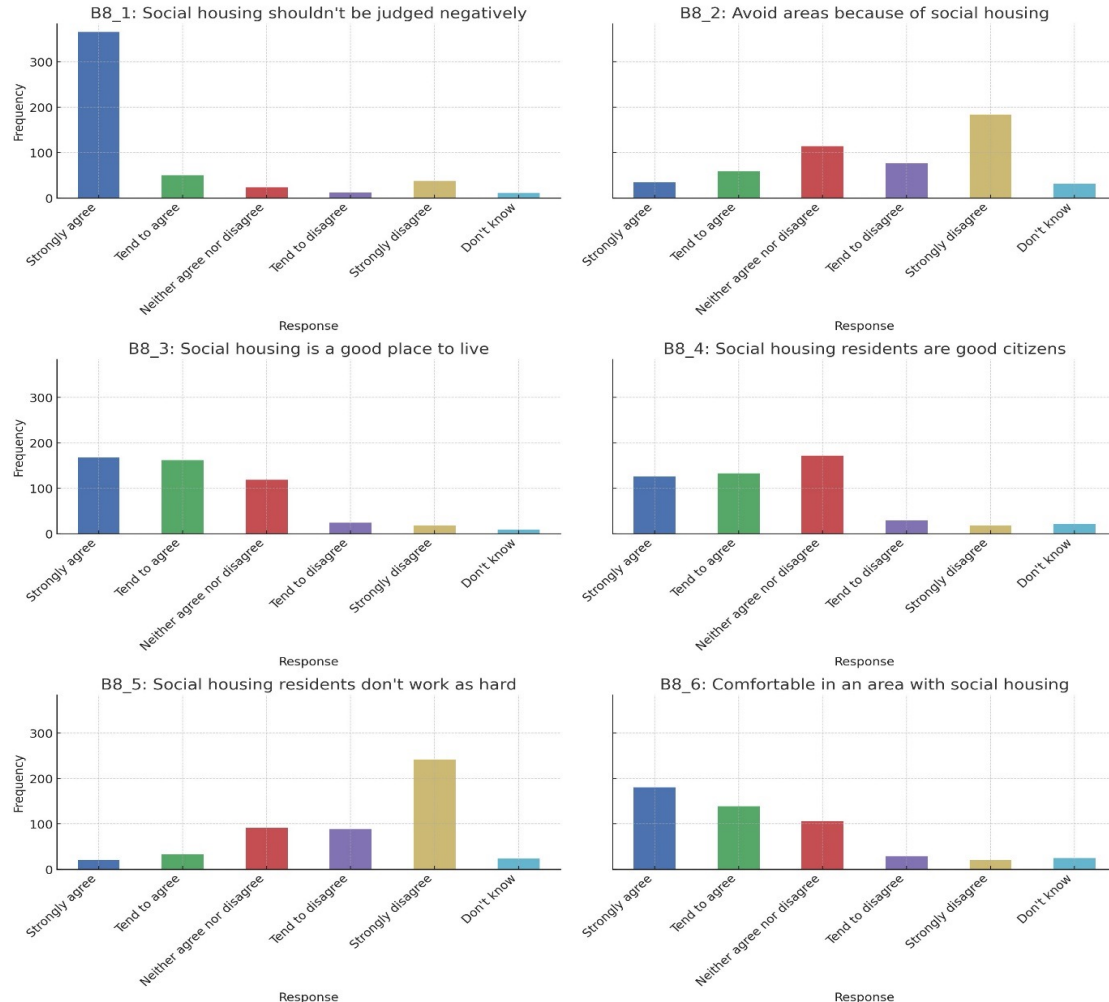 B8_1: Social housing shouldn't be judged negatively
Frequency
300
200
100
0
Strongly agree
Tend to agree
Neither agree nor disagree
Tend to disagree
Strongly disagree
Don't know
Response
B8_2: Avoid areas because of social housing
Strongly agree
Tend to agree
Neither agree nor disagree
Tend to disagree
Strongly disagree
Don't know
Response
B8_3: Social housing is a good place to live
Frequency
300
200
100
0
Strongly agree
Tend to agree
Neither agree nor disagree
Tend to disagree
Strongly disagree
Don't know
Response
B8_4: Social housing residents are good citizens
Strongly agree
Tend to agree
Neither agree nor disagree
Tend to disagree
Strongly disagree
Don't know
Response
B8_5: Social housing residents don't work as hard
Frequency
300
200
100
0
Strongly agree
Tend to agree
Neither agree nor disagree
Tend to disagree
Strongly disagree
Don't know
Response
B8_6: Comfortable in an area with social housing
Strongly agree
Tend to agree
Neither agree nor disagree
Tend to disagree
Strongly disagree
Don't know
Response